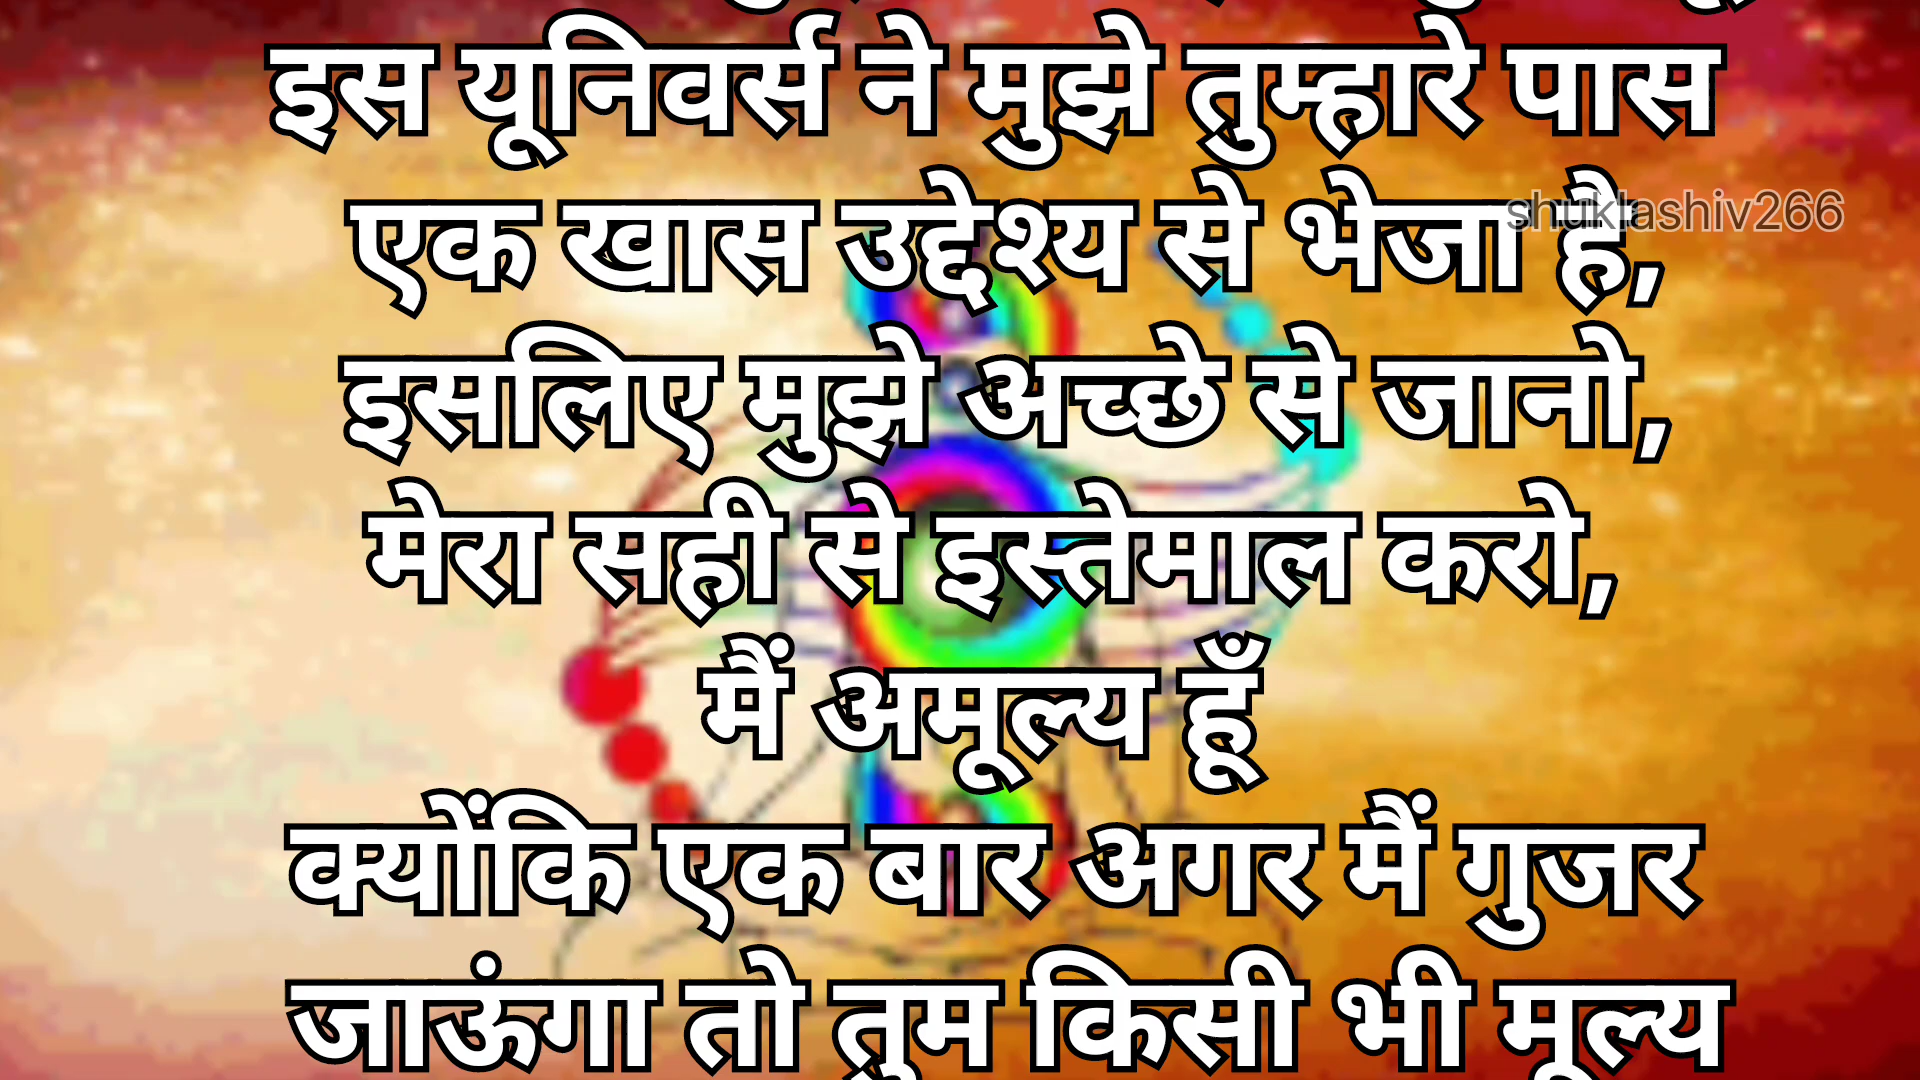 इस यूनिवर्स ने मुझे तुम्हारे पास
एक खास उद्देश्य से भेजा है,
shuklashiv266
इसलिए मुझे अच्छे से जानो,
मेरा सही से इस्तेमाल करो,
मैं अमूल्य हूँ
क्योंकि एक बार अगर मैं गुजर
जाऊंगा तो तुम किसी भी मूल्य